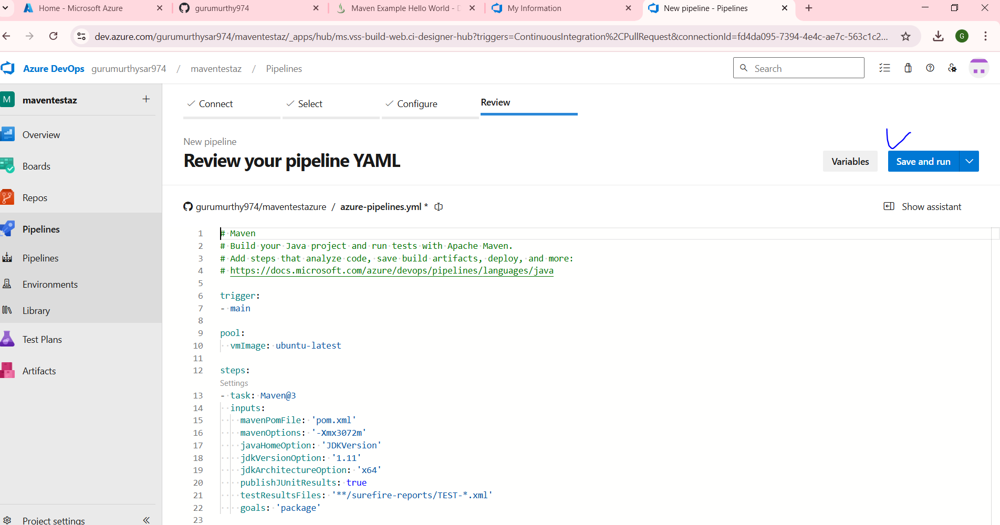 Home - Microsoft Azure
gurumurthy974
Maven Example Hello World - D
My Information
New pipeline - Pipelines
dev.azure.com/gurumurthysar974/maventestaz/_apps/hub/ms.vss-build-web.ci-designer-hub?triggers=ContinuousIntegration%2CPullRequest&connectionId=fd4da095-7394-4e4c-ae7c-563c1c2...
G
Azure DevOps gurumurthysar974 / maventestaz / Pipelines
Search
M maventestaz
Overview
Boards
Repos
Pipelines
Pipelines
Environments
Library
Test Plans
Artifacts
Project settings
Connect
Select
Configure
Review
New pipeline
Review your pipeline YAML
Variables
Save and run
gurumurthy974/maventestazure / azure-pipelines.yml *
Show assistant
1 # Maven
2 # Build your Java project and run tests with Apache Maven.
3 # Add steps that analyze code, save build artifacts, deploy, and more:
4 # https://docs.microsoft.com/azure/devops/pipelines/languages/java
5
6 trigger:
7 - main
8
9 pool:
10 vmImage: ubuntu-latest
11
12 steps:
Settings
13 - task: Maven@3
14 inputs:
15 mavenPomFile: 'pom.xml'
16 mavenOptions: '-Xmx3072m'
17 javaHomeOption: 'JDKVersion'
18 jdkVersionOption: '1.11'
19 jdkArchitectureOption: 'x64'
20 publishJUnitResults: true
21 testResultsFiles: '**/surefire-reports/TEST-*.xml'
22 goals: 'package'
23